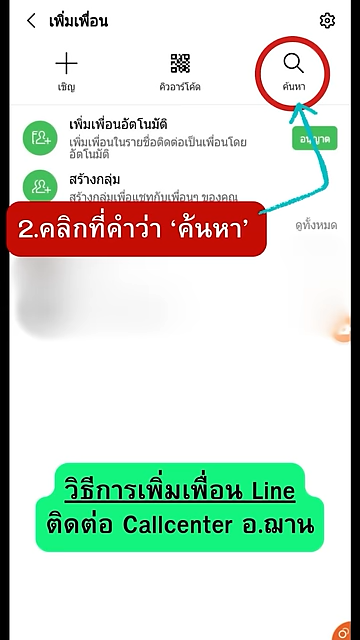 เพิ่มเพื่อน
เชิญ
คิวอาร์โค้ด
ค้นหา
เพิ่มเพื่อนอัตโนมัติ
เพิ่มเพื่อนในรายชื่อติดต่อเป็นเพื่อนโดย
อัตโนมัติ
อนุญาต
สร้างกลุ่ม
สร้างกลุ่มเพื่อแชทกับเพื่อนๆ ของคุณ
2.คลิกที่คำว่า ‘ค้นหา’
ดูทั้งหมด
วิธีการเพิ่มเพื่อน Line
ติดต่อ Callcenter อ.ฌาน